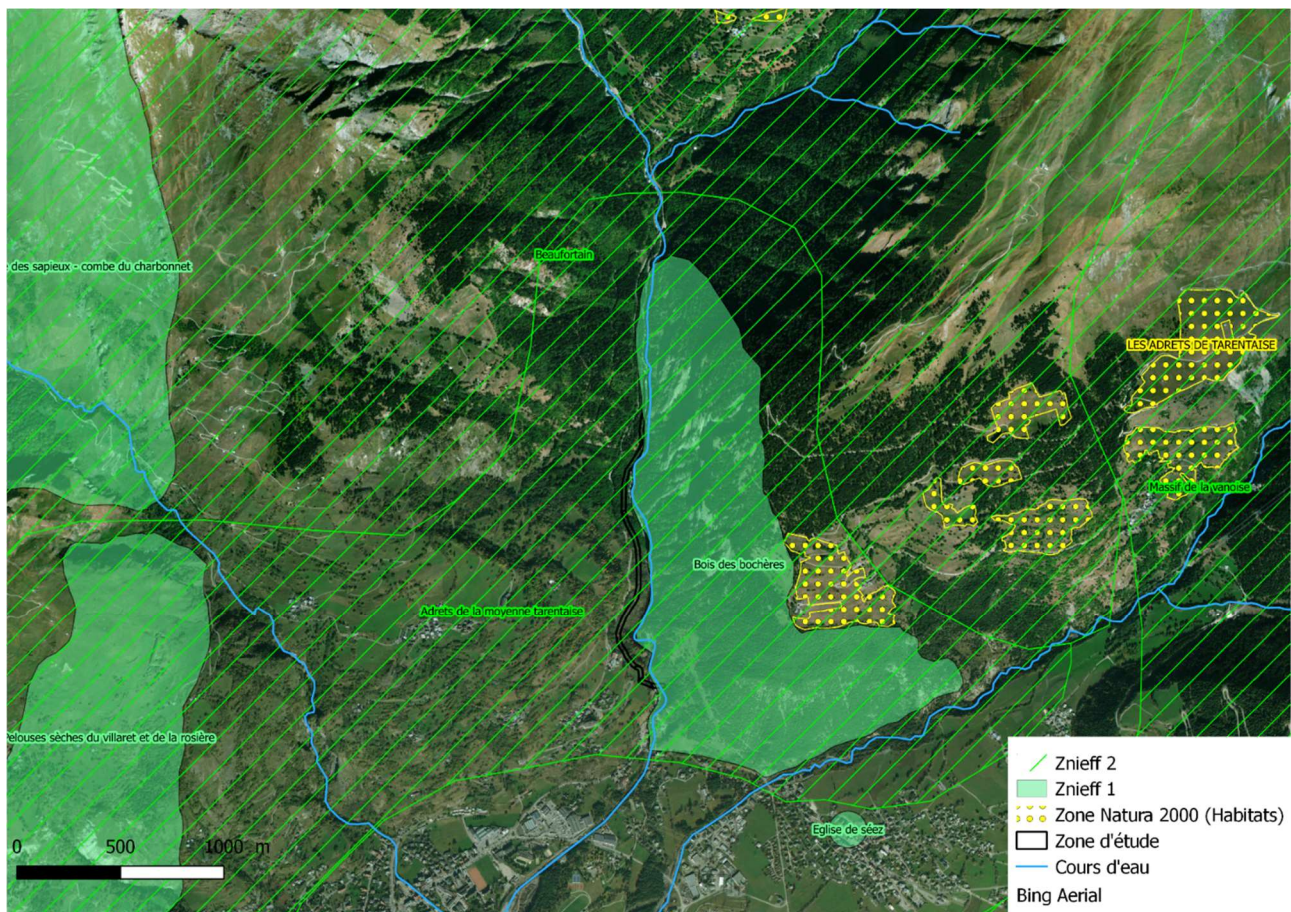 e des sapieux - combe du charbonnet
Beaufortain
LES ADRETS DE TARENTAISE
Massif de la vanoise
Bois des bochères
Adrets de la moyenne tarentaise
Pelouses sèches du villaret et de la rosière
Eglise de séez
0 500 1000 m
Znieff 2
Znieff 1
Zone Natura 2000 (Habitats)
Zone d'étude
Cours d'eau
Bing Aerial